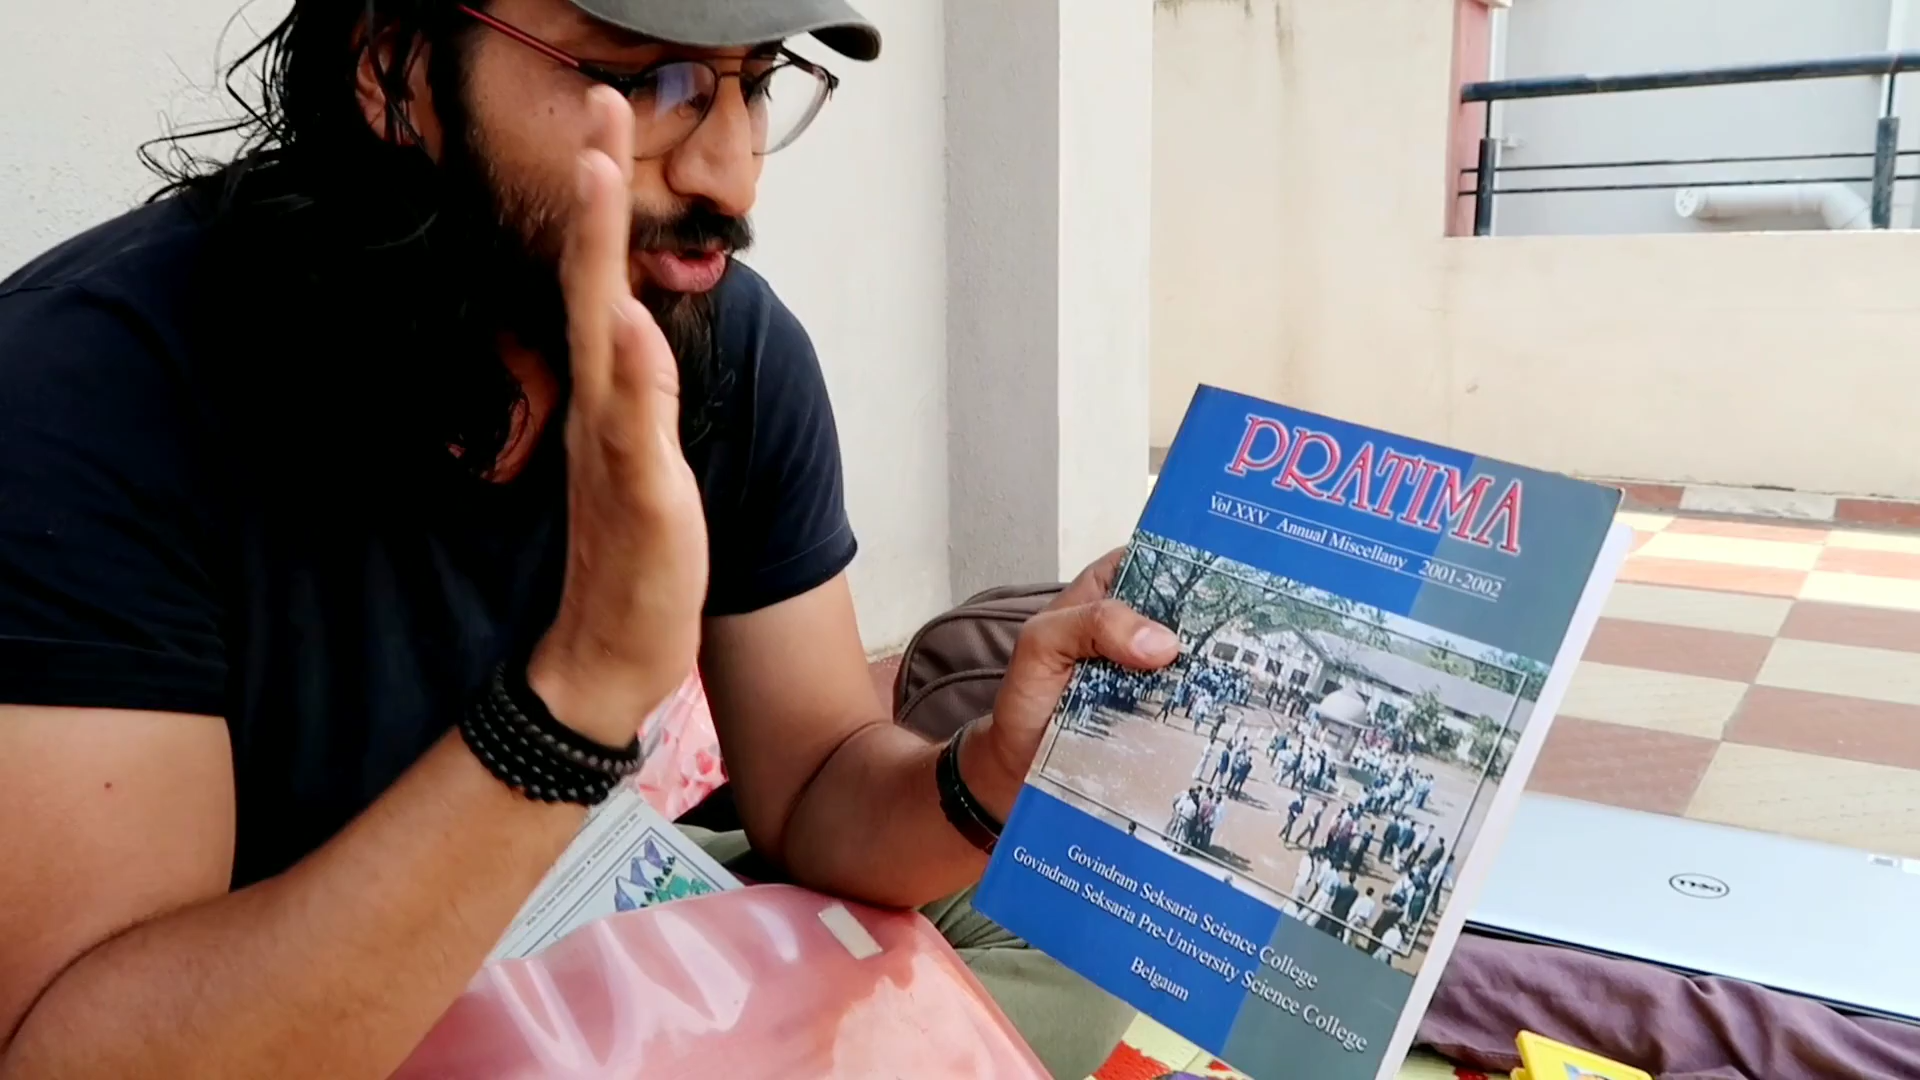 PRATIMA
Vol XXV Annual Miscellany 2001-2002
Govindram Seksaria Science College
Govindram Seksaria Pre-University Science College
Belgaum
DELL